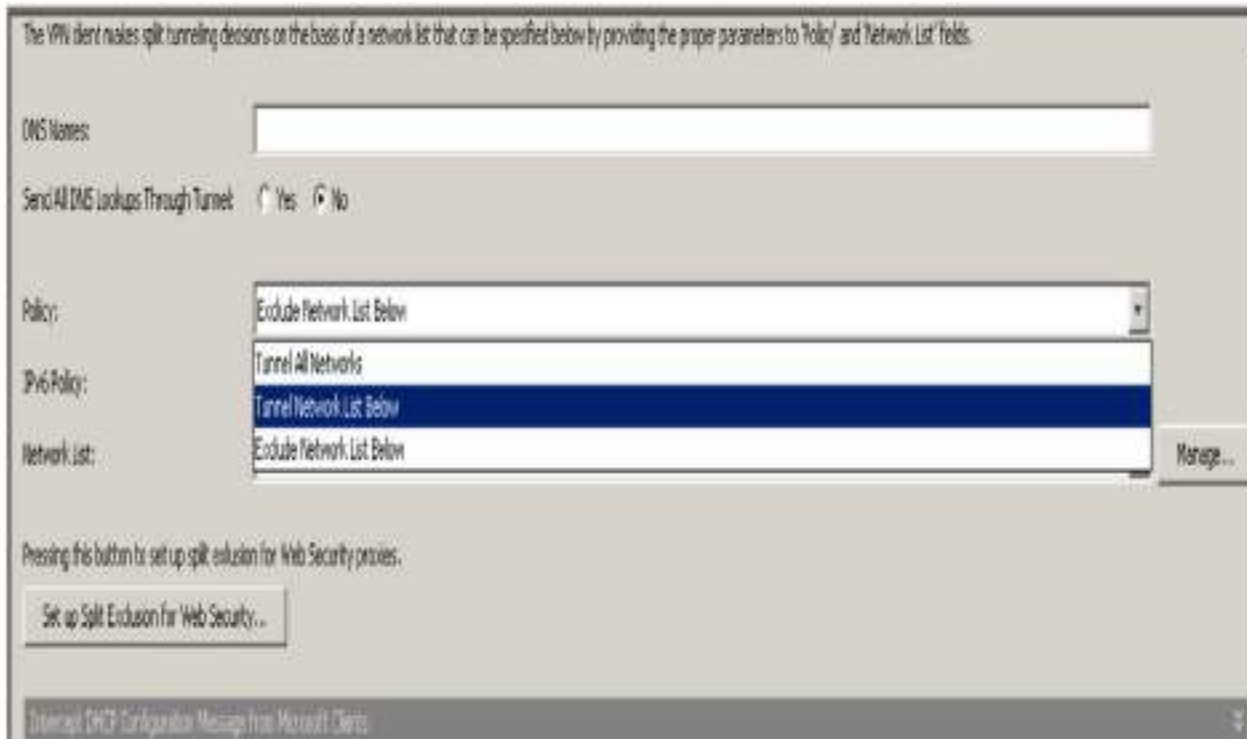 The VPN client makes split tunneling decisions on the basis of a network list that can be specified below by providing the proper parameters to 'Policy' and 'Network List' fields.
DNS Names:
Send All DNS Lookups Through Tunnel: Yes No
Policy: Exclude Network List Below
Tunnel All Networks
IPv6 Policy:
Tunnel Network List Below
Network List: Exclude Network List Below Manage...
Pressing this button to set up split exlusion for Web Security proxies.
Set up Split Exclusion for Web Security...
Intercept DHCP Configuration Message from Microsoft Clients